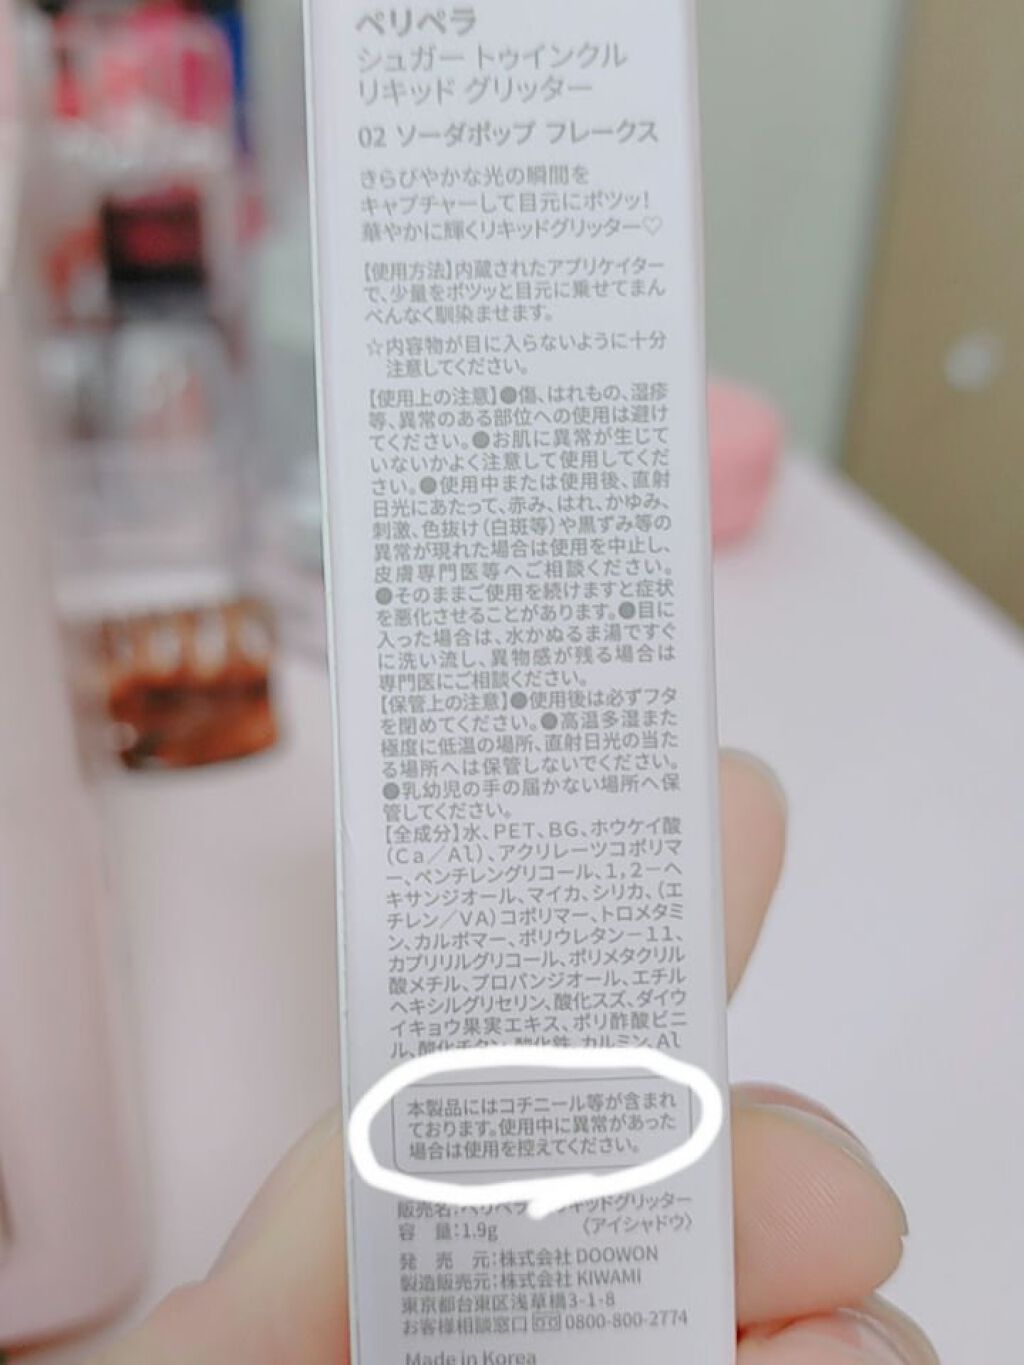 ペリペラ
シュガー トゥインクル
リキッド グリッター
02 ソーダポップ フレークス
きらびやかな光の瞬間を
キャプチャーして目元にポツッ!
華やかに輝くリキッドグリッター♡
【使用方法】内蔵されたアプリケイター
で、少量をポツッと目元に乗せてまん
べんなく馴染ませます。
☆内容物が目に入らないように十分
注意してください。
【使用上の注意】●傷、はれもの、湿疹
等、異常のある部位への使用は避け
てください。●お肌に異常が生じて
いないかよく注意して使用してくだ
さい。●使用中または使用後、直射
日光にあたって、赤み、はれ、かゆみ、
刺激、色抜け(白斑等)や黒ずみ等の
異常が現れた場合は使用を中止し、
皮膚専門医等へご相談ください。
●そのままご使用を続けますと症状
を悪化させることがあります。●目に
入った場合は、水かぬるま湯ですぐ
に洗い流し、異物感が残る場合は
専門医にご相談ください。
【保管上の注意】●使用後は必ずフタ
を閉めてください。●高温多湿また
極度に低温の場所、直射日光の当た
る場所へは保管しないでください。
●乳幼児の手の届かない場所へ保
管してください。
【全成分】水、PET、BG、ホウケイ酸
(Ca/Al)、アクリレーツコポリマ
ー、ペンチレングリコール、1,2-ヘ
キサンジオール、マイカ、シリカ、(エ
チレン/VA)コポリマー、トロメタミ
ン、カルボマー、ポリウレタン-11、
カプリリルグリコール、ポリメタクリル
酸メチル、プロパンジオール、エチル
ヘキシルグリセリン、酸化スズ、ダイウ
イキョウ果実エキス、ポリ酢酸ビニ
ル、酸化チタン、酸化鉄、カルミン、Al
本製品にはコチニール等が含まれ
ております。使用中に異常があった
場合は使用を控えてください。
販売名:ペリペラ キッドグリッター
容 量:1.9g 〈アイシャドウ〉
発 売 元:株式会社 DOOWON
製造販売元:株式会社 KIWAMI
東京都台東区浅草橋3-1-8
お客様相談窓口 0800-800-2774
Made in Korea